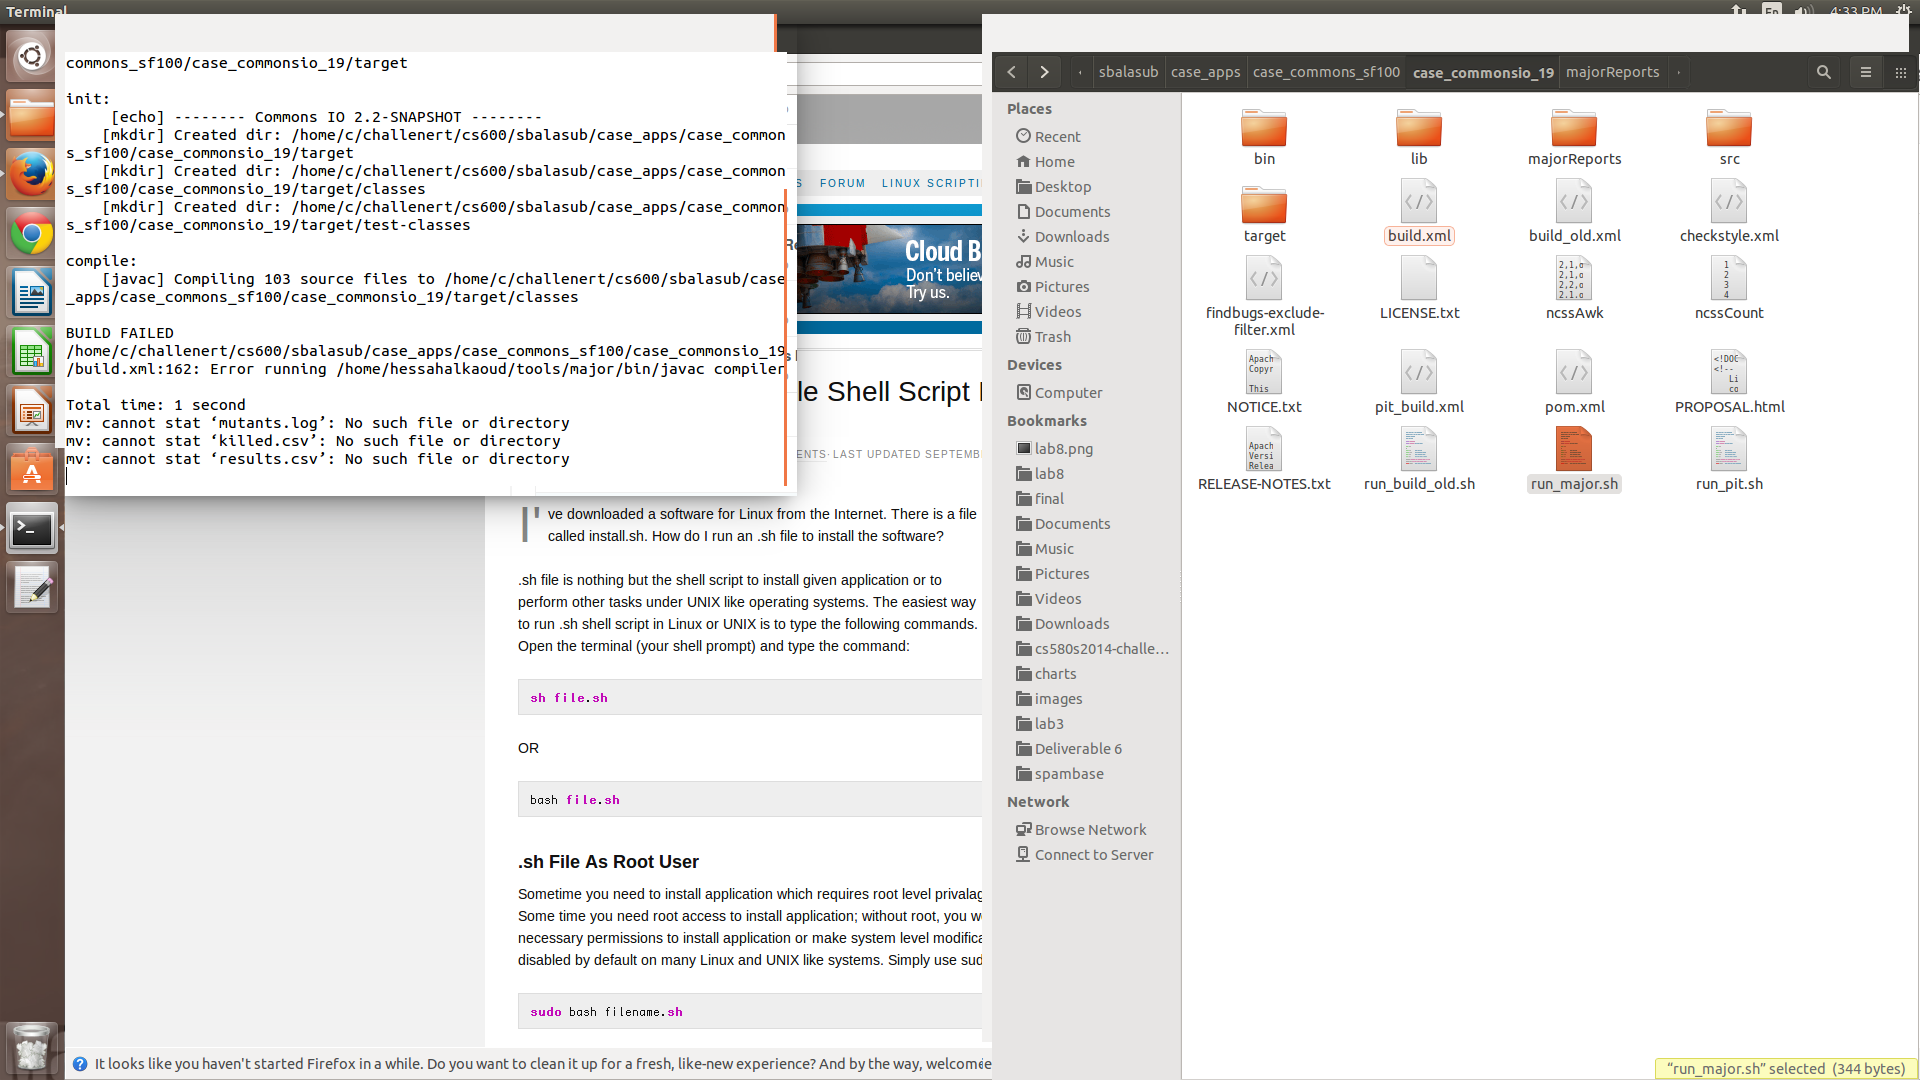 Terminal
En
4:33 PM
commons_sf100/case_commonsio_19/target
init:
[echo] -------- Commons IO 2.2-SNAPSHOT --------
[mkdir] Created dir: /home/c/challenert/cs600/sbalasub/case_apps/case_common
s_sf100/case_commonsio_19/target
[mkdir] Created dir: /home/c/challenert/cs600/sbalasub/case_apps/case_common
s_sf100/case_commonsio_19/target/classes
[mkdir] Created dir: /home/c/challenert/cs600/sbalasub/case_apps/case_common
s_sf100/case_commonsio_19/target/test-classes
compile:
[javac] Compiling 103 source files to /home/c/challenert/cs600/sbalasub/case
_apps/case_commons_sf100/case_commonsio_19/target/classes
BUILD FAILED
/home/c/challenert/cs600/sbalasub/case_apps/case_commons_sf100/case_commonsio_19
/build.xml:162: Error running /home/hessahalkaoud/tools/major/bin/javac compiler
Total time: 1 second
mv: cannot stat ‘mutants.log’: No such file or directory
mv: cannot stat ‘killed.csv’: No such file or directory
mv: cannot stat ‘results.csv’: No such file or directory
S FORUM LINUX SCRIPTI
Cloud B
Don't believ
Try us.
le Shell Script
ENTS· LAST UPDATED SEPTEMB
I' ve downloaded a software for Linux from the Internet. There is a file
called install.sh. How do I run an .sh file to install the software?
.sh file is nothing but the shell script to install given application or to
perform other tasks under UNIX like operating systems. The easiest way
to run .sh shell script in Linux or UNIX is to type the following commands.
Open the terminal (your shell prompt) and type the command:
sh file.sh
OR
bash file.sh
.sh File As Root User
Sometime you need to install application which requires root level privalag
Some time you need root access to install application; without root, you w
necessary permissions to install application or make system level modifica
disabled by default on many Linux and UNIX like systems. Simply use sud
sudo bash filename.sh
It looks like you haven't started Firefox in a while. Do you want to clean it up for a fresh, like-new experience? And by the way, welcome
sbalasub case_apps case_commons_sf100 case_commonsio_19 majorReports
Places
Recent
Home
Desktop
Documents
Downloads
Music
Pictures
Videos
Trash
Devices
Computer
Bookmarks
lab8.png
lab8
final
Documents
Music
Pictures
Videos
Downloads
cs580s2014-challe...
charts
images
lab3
Deliverable 6
spambase
Network
Browse Network
Connect to Server
bin lib majorReports src
target build.xml build_old.xml checkstyle.xml
findbugs-exclude-
filter.xml
LICENSE.txt ncssAwk ncssCount
NOTICE.txt pit_build.xml pom.xml PROPOSAL.html
RELEASE-NOTES.txt run_build_old.sh run_major.sh run_pit.sh
“run_major.sh” selected (344 bytes)